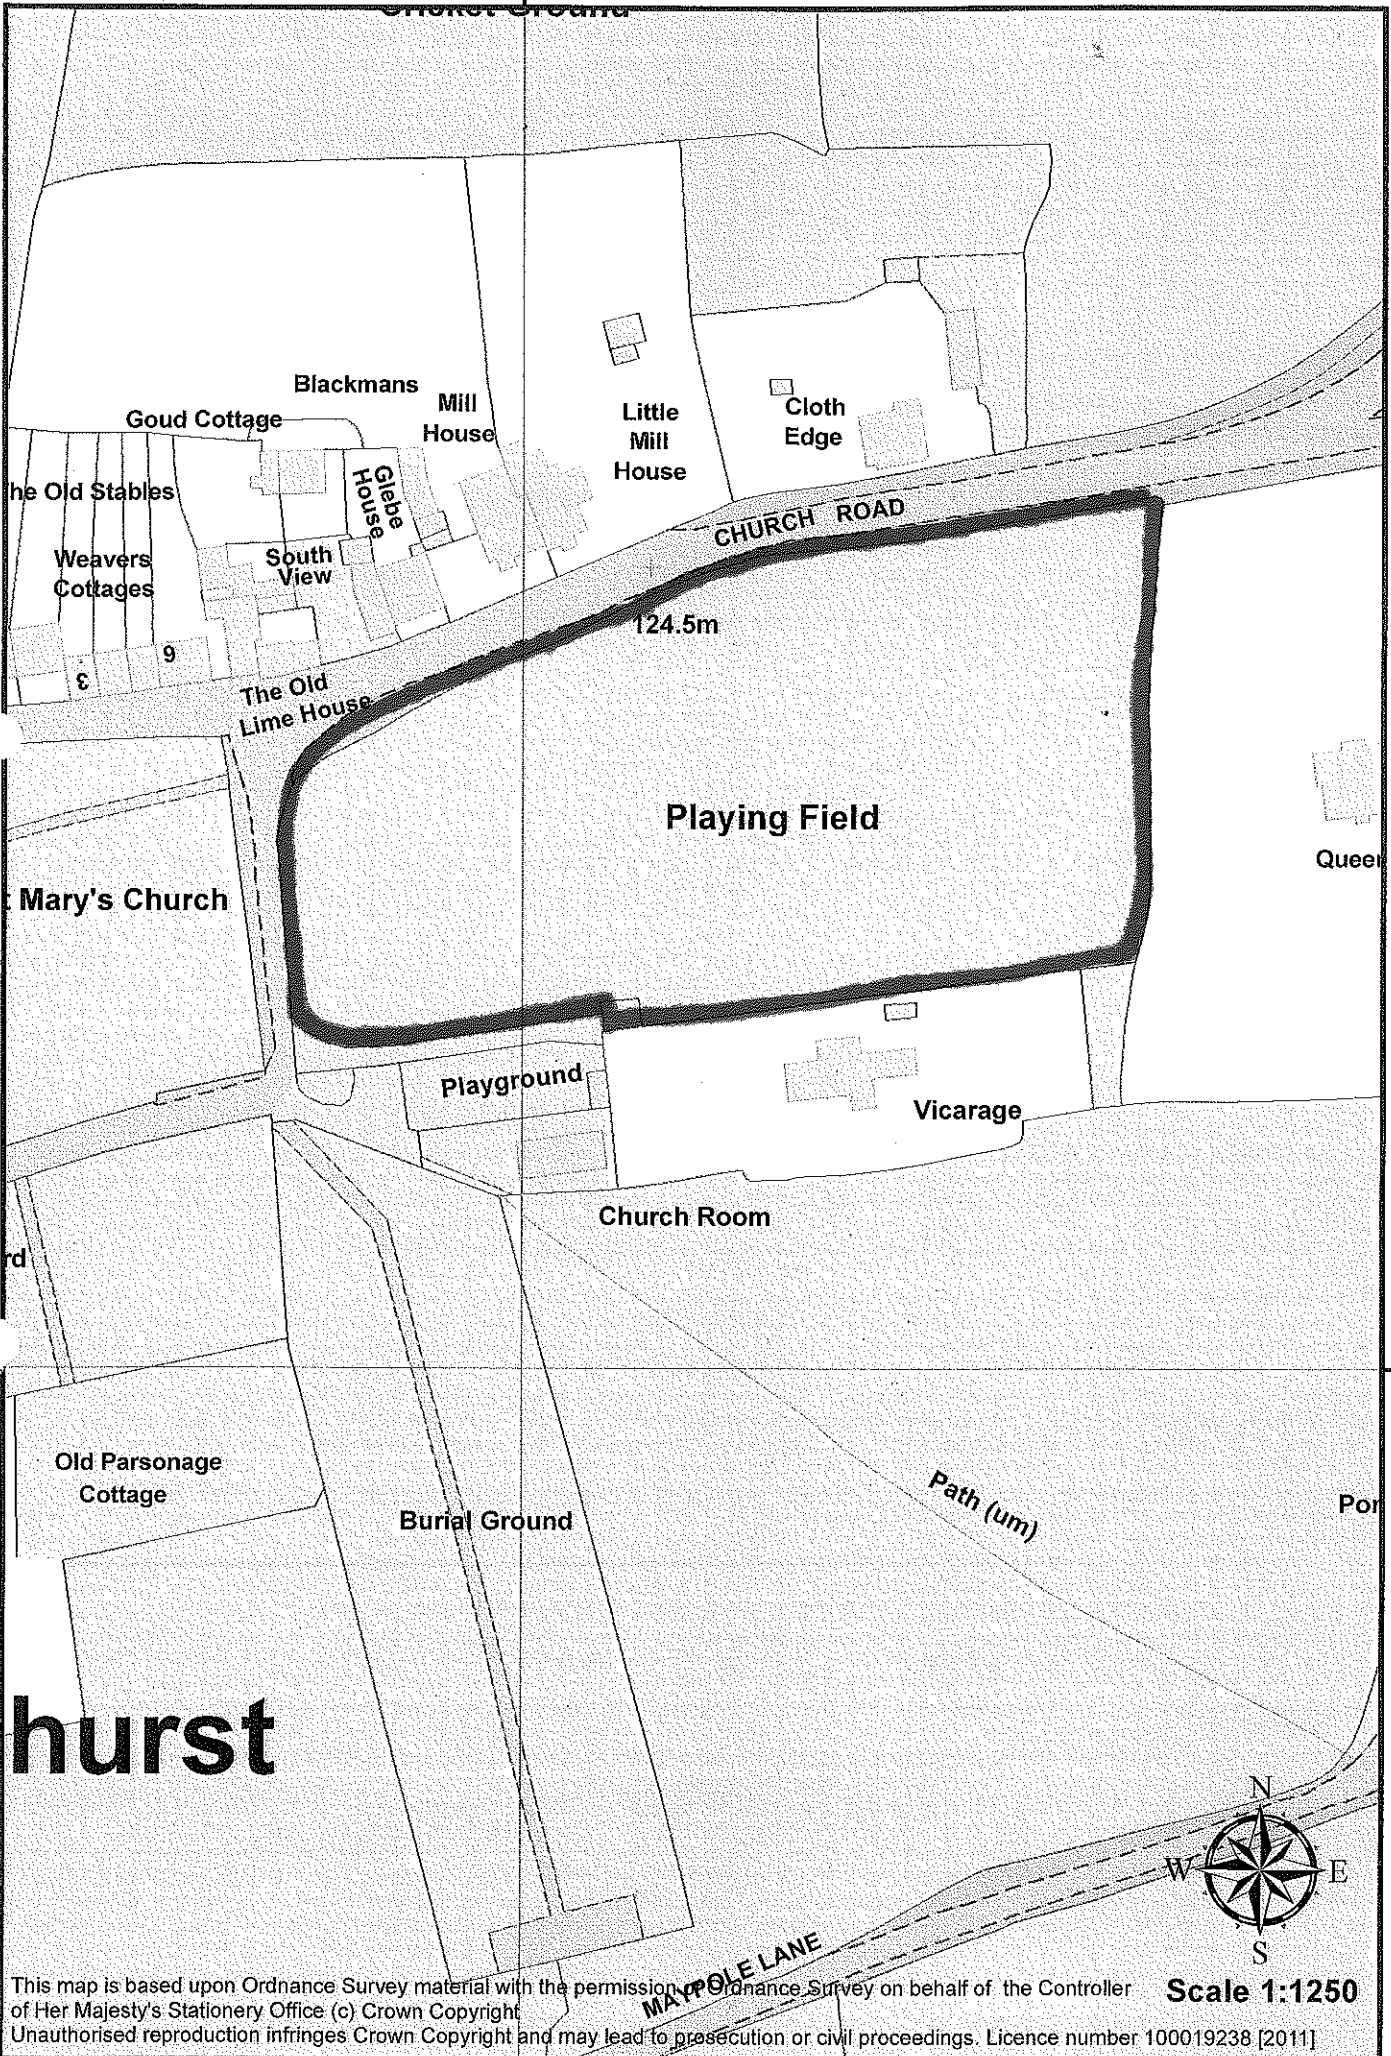 Cricket Ground
Blackmans
Goud Cottage
Mill
House
Little
Mill
House
Cloth
Edge
he Old Stables
Glebe
House
Weavers
Cottages
South
View
CHURCH ROAD
124.5m
6
3
The Old
Lime House
Playing Field
Queen
t Mary's Church
Playground
Vicarage
Church Room
rd
Old Parsonage
Cottage
Burial Ground
Path (um)
Por
hurst
N
W
E
S
MAYPOLE LANE
This map is based upon Ordnance Survey material with the permission of Ordnance Survey on behalf of the Controller
of Her Majesty's Stationery Office (c) Crown Copyright
Unauthorised reproduction infringes Crown Copyright and may lead to prosecution or civil proceedings. Licence number 100019238 [2011]
Scale 1:1250